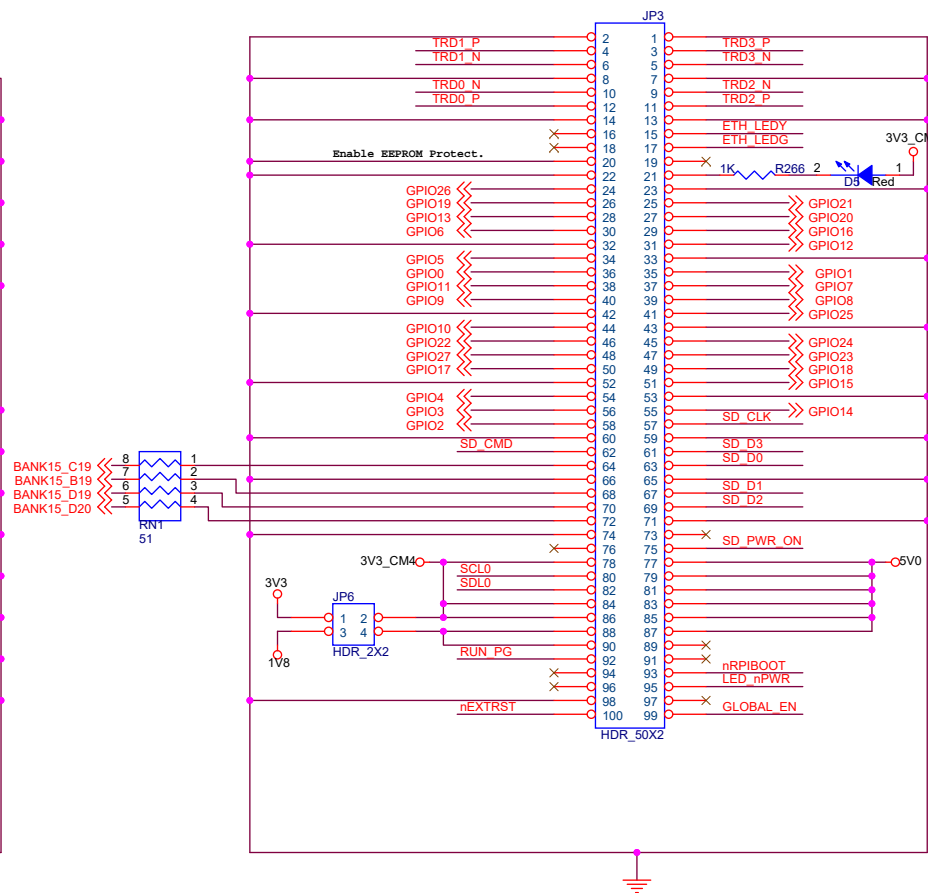 JP3
2 1
TRD1_P 4 3 TRD3_P
TRD1_N 6 5 TRD3_N
8 7
TRD0_N 10 9 TRD2_N
TRD0_P 12 11 TRD2_P
14 13
16 15 ETH_LEDY
18 17 ETH_LEDG
3V3_CM
Enable EEPROM Protect.
20 19
22 21 1K R266 2 1
D5 Red
24 23
GPIO26 26 25 GPIO21
GPIO19 28 27 GPIO20
GPIO13 30 29 GPIO16
GPIO6 32 31 GPIO12
34 33
GPIO5 36 35 GPIO1
GPIO0 38 37 GPIO7
GPIO11 40 39 GPIO8
GPIO9 42 41 GPIO25
44 43
GPIO10 46 45 GPIO24
GPIO22 48 47 GPIO23
GPIO27 50 49 GPIO18
GPIO17 52 51 GPIO15
54 53
GPIO4 56 55 GPIO14
GPIO3 58 57 SD_CLK
GPIO2 60 59
SD_CMD 62 61 SD_D3
BANK15_C19 8 1 64 63 SD_D0
BANK15_B19 7 2 66 65
BANK15_D19 6 3 68 67 SD_D1
BANK15_D20 5 4 70 69 SD_D2
RN1
51
72 71
74 73
76 75 SD_PWR_ON
3V3_CM4 78 77 5V0
SCL0 80 79
SDL0 82 81
3V3
JP6
84 83
1 2 86 85
3 4 88 87
HDR_2X2
1V8
90 89
RUN_PG 92 91
94 93 nRPIBOOT
96 95 LED_nPWR
98 97
nEXTRST 100 99 GLOBAL_EN
HDR_50X2